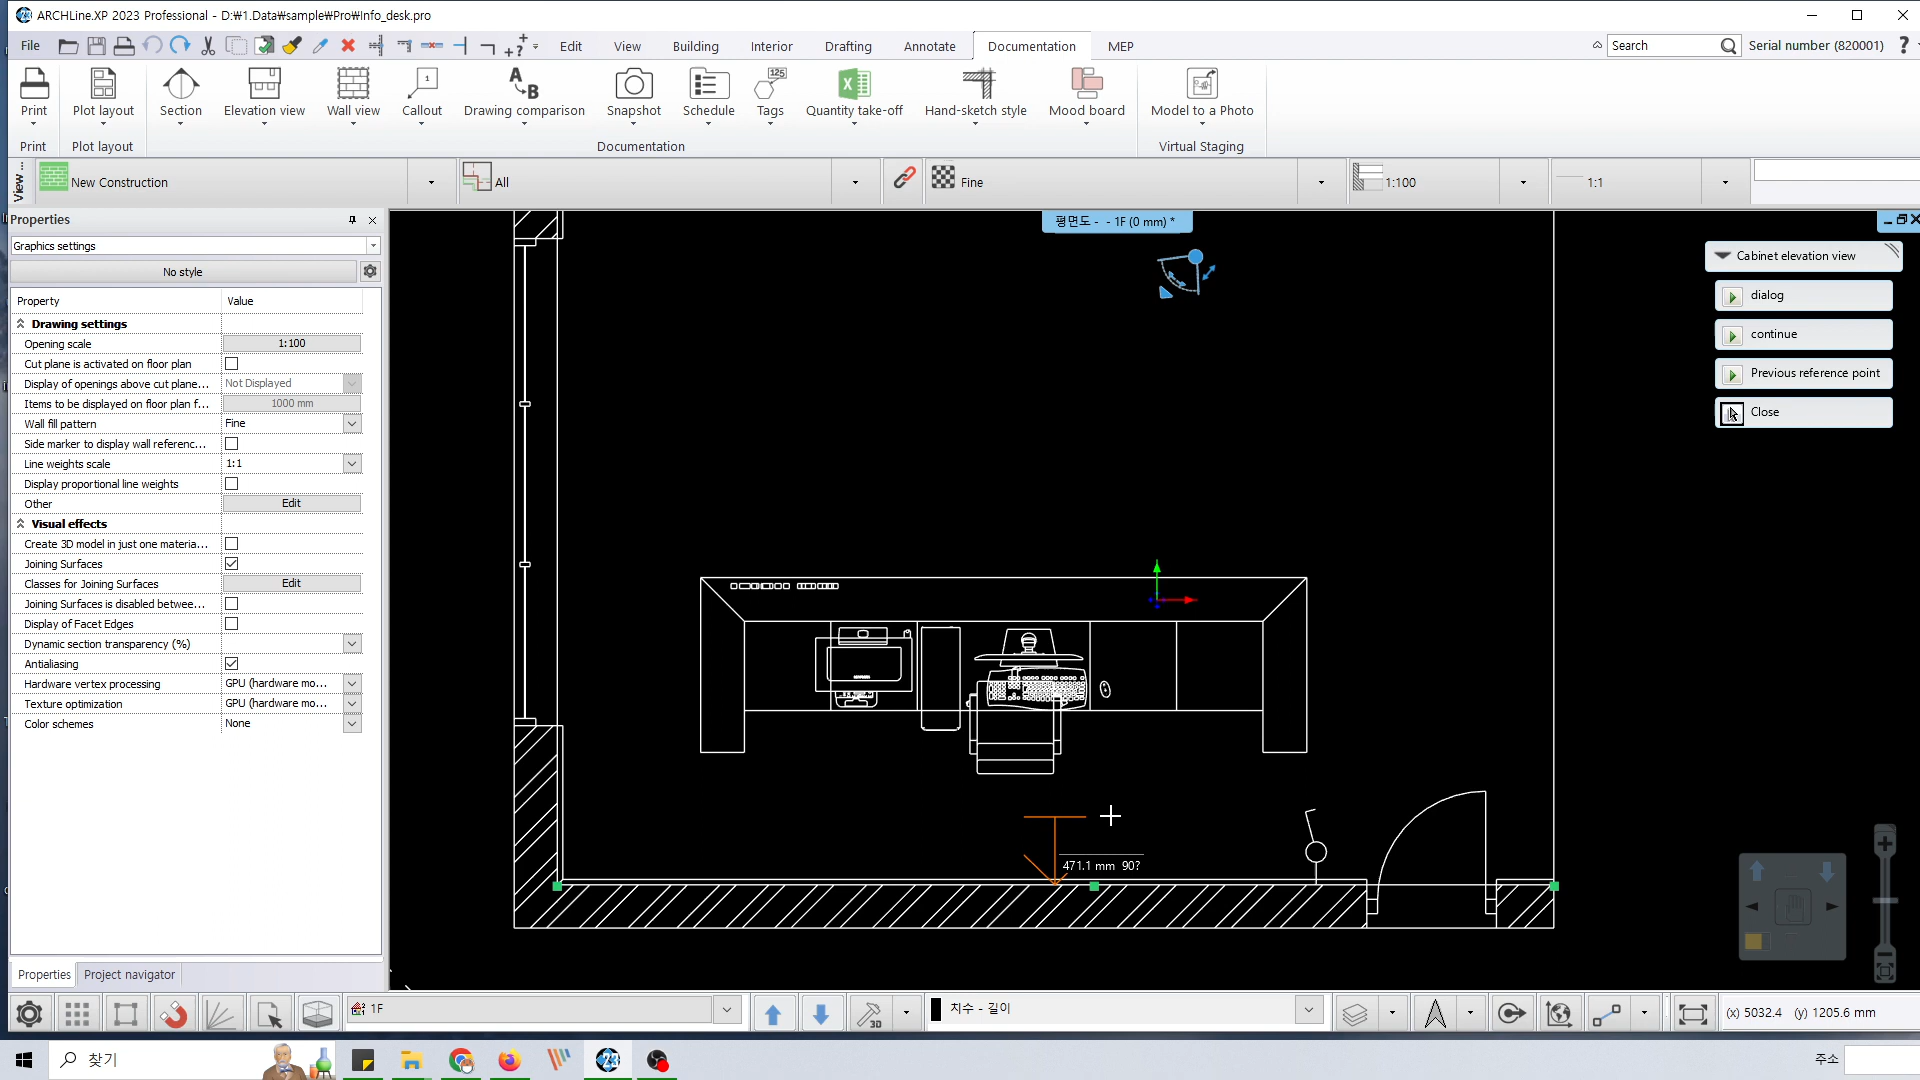 ARCHLine.XP 2023 Professional - D:₩1.Data₩sample₩Pro₩Info_desk.pro
File Edit View Building Interior Drafting Annotate Documentation MEP Search Serial number (820001) ?
Print Plot layout Section Elevation view Wall view Callout Drawing comparison Snapshot Schedule Tags Quantity take-off Hand-sketch style Mood board Model to a Photo
Print Plot layout Documentation Virtual Staging
View ... New Construction All Fine 1:100 1:1
Properties
Graphics settings
No style
Property Value
Drawing settings
Opening scale 1:100
Cut plane is activated on floor plan
Display of openings above cut plane... Not Displayed
Items to be displayed on floor plan f... 1000 mm
Wall fill pattern Fine
Side marker to display wall referenc...
Line weights scale 1:1
Display proportional line weights
Other Edit
Visual effects
Create 3D model in just one materia...
Joining Surfaces
Classes for Joining Surfaces Edit
Joining Surfaces is disabled betwee...
Display of Facet Edges
Dynamic section transparency (%)
Antialiasing
Hardware vertex processing GPU (hardware mo...
Texture optimization GPU (hardware mo...
Color schemes None
Properties Project navigator
평면도 - - 1F (0 mm) *
Cabinet elevation view
dialog
continue
Previous reference point
Close
471.1 mm 90?
1F
치수 - 길이
(x) 5032.4 (y) 1205.6 mm
찾기
주소